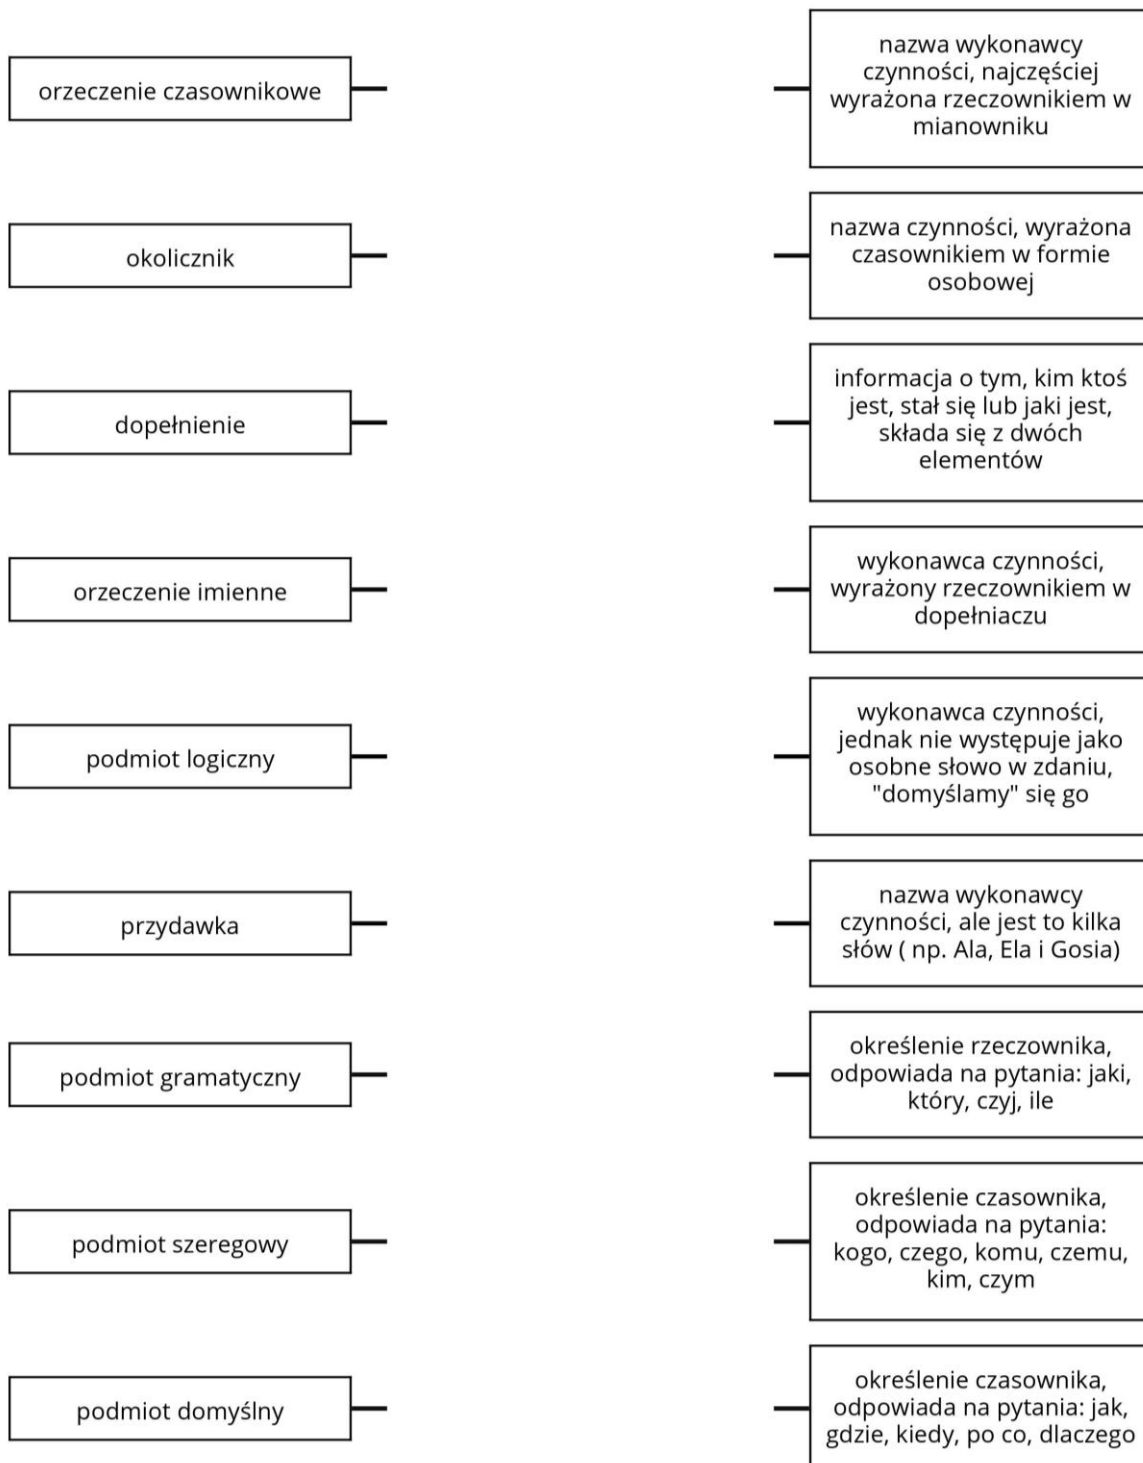 orzeczenie czasownikowe
nazwa wykonawcy
czynności, najczęściej
wyrażona rzeczownikiem w
mianowniku
okolicznik
nazwa czynności, wyrażona
czasownikiem w formie
osobowej
dopełnienie
informacja o tym, kim ktoś
jest, stał się lub jaki jest,
składa się z dwóch
elementów
orzeczenie imienne
wykonawca czynności,
wyrażony rzeczownikiem w
dopełniaczu
podmiot logiczny
wykonawca czynności,
jednak nie występuje jako
osobne słowo w zdaniu,
"domyślamy" się go
przydawka
nazwa wykonawcy
czynności, ale jest to kilka
słów ( np. Ala, Ela i Gosia)
podmiot gramatyczny
określenie rzeczownika,
odpowiada na pytania: jaki,
który, czyj, ile
podmiot szeregowy
określenie czasownika,
odpowiada na pytania:
kogo, czego, komu, czemu,
kim, czym
podmiot domyślny
określenie czasownika,
odpowiada na pytania: jak,
gdzie, kiedy, po co, dlaczego